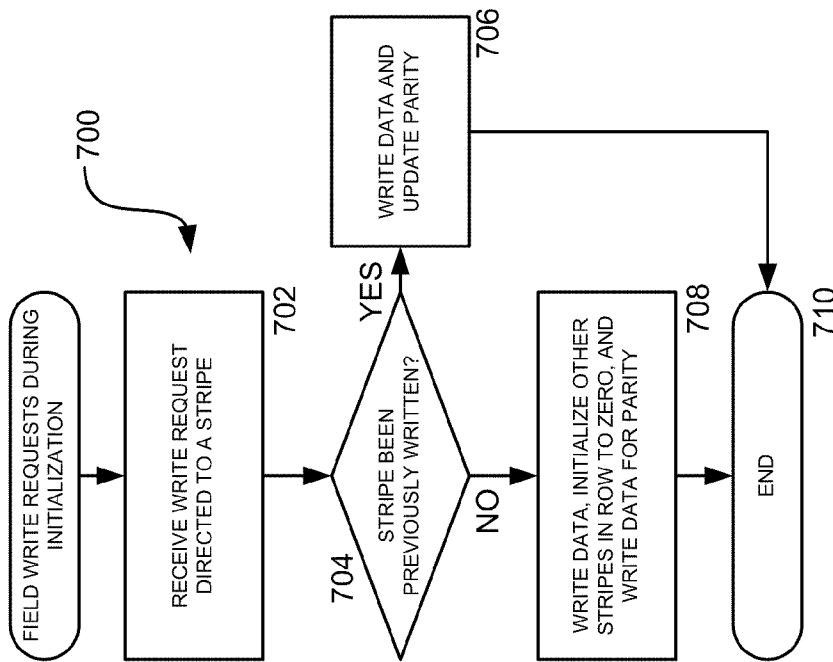 FIELD WRITE REQUESTS DURING
INITIALIZATION
700
RECEIVE WRITE REQUEST
DIRECTED TO A STRIPE
702
704
STRIPE BEEN
PREVIOUSLY WRITTEN?
YES
WRITE DATA AND
UPDATE PARITY
706
NO
WRITE DATA, INITIALIZE OTHER
STRIPES IN ROW TO ZERO, AND
WRITE DATA FOR PARITY
708
END
710